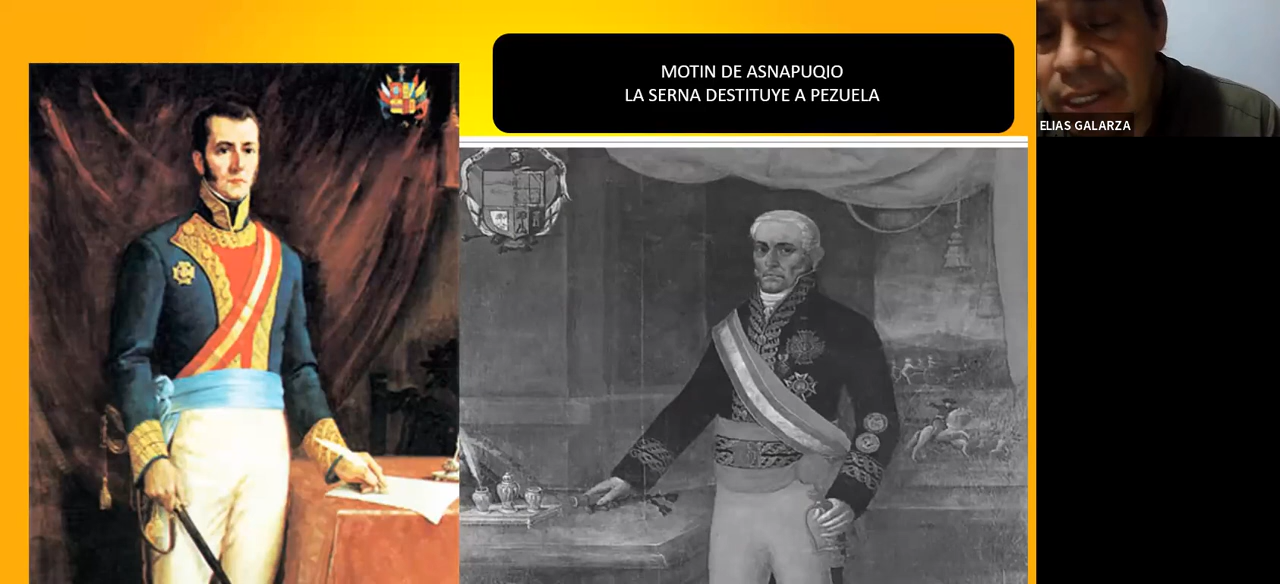 MOTIN DE ASNAPUQIO
LA SERNA DESTITUYE A PEZUELA
ELIAS GALARZA